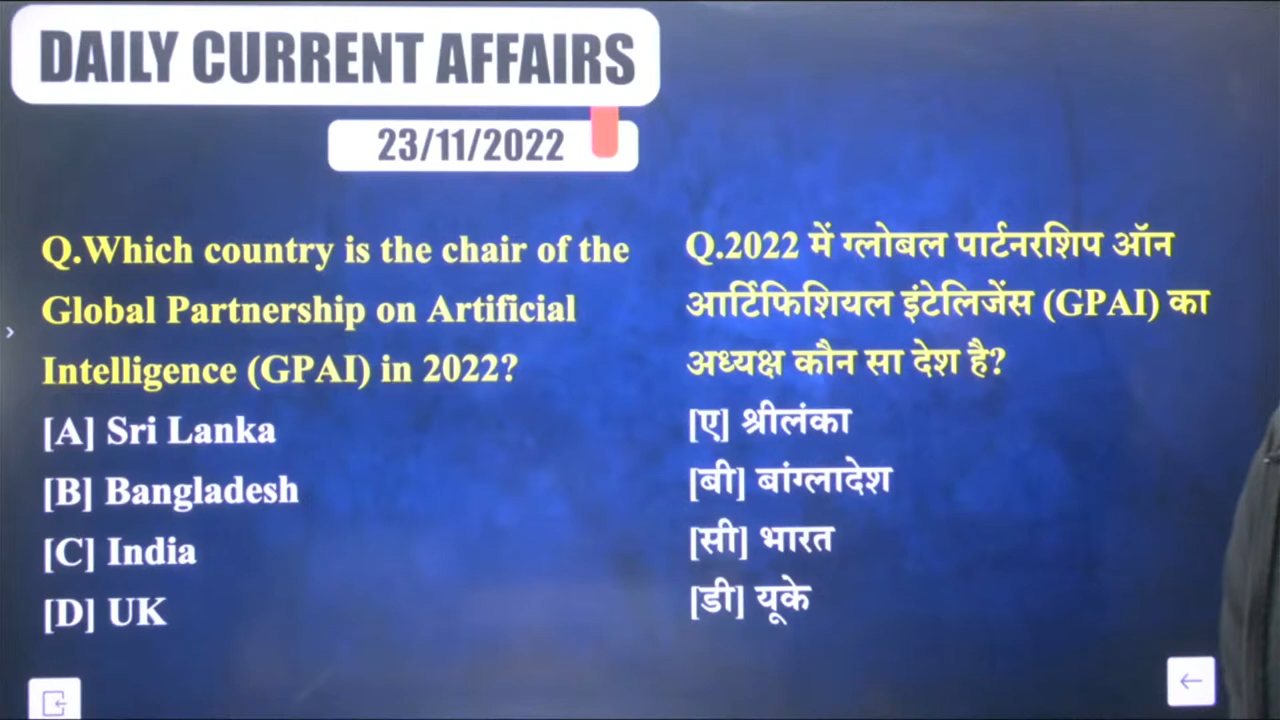 DAILY CURRENT AFFAIRS
23/11/2022
Q.Which country is the chair of the
Global Partnership on Artificial
Intelligence (GPAI) in 2022?
[A] Sri Lanka
[B] Bangladesh
[C] India
[D] UK
Q.2022 में ग्लोबल पार्टनरशिप ऑन
आर्टिफिशियल इंटेलिजेंस (GPAI) का
अध्यक्ष कौन सा देश है?
[ए] श्रीलंका
[बी] बांग्लादेश
[सी] भारत
[डी] यूके